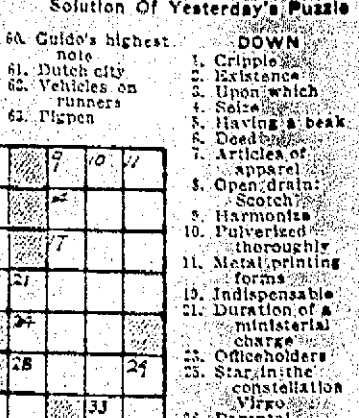 Solution Of Yesterday's Puzzle
60. Guido's highest
note
61. Dutch city
62. Vehicles on
runners
63. Pigpen
DOWN
1. Cripple
2. Existence
3. Upon which
4. Seize
5. Having a beak
6. Deed
7. Articles of
apparel
8. Open drain:
Scotch
9. Harmonize
10. Pulverized
thoroughly
11. Metal printing
forms
15. Indispensable
21. Duration of a
ministerial
charge
23. Officeholders
25. Star in the
constellation
Virgo
9 10 11
17
21
24
28 29
33